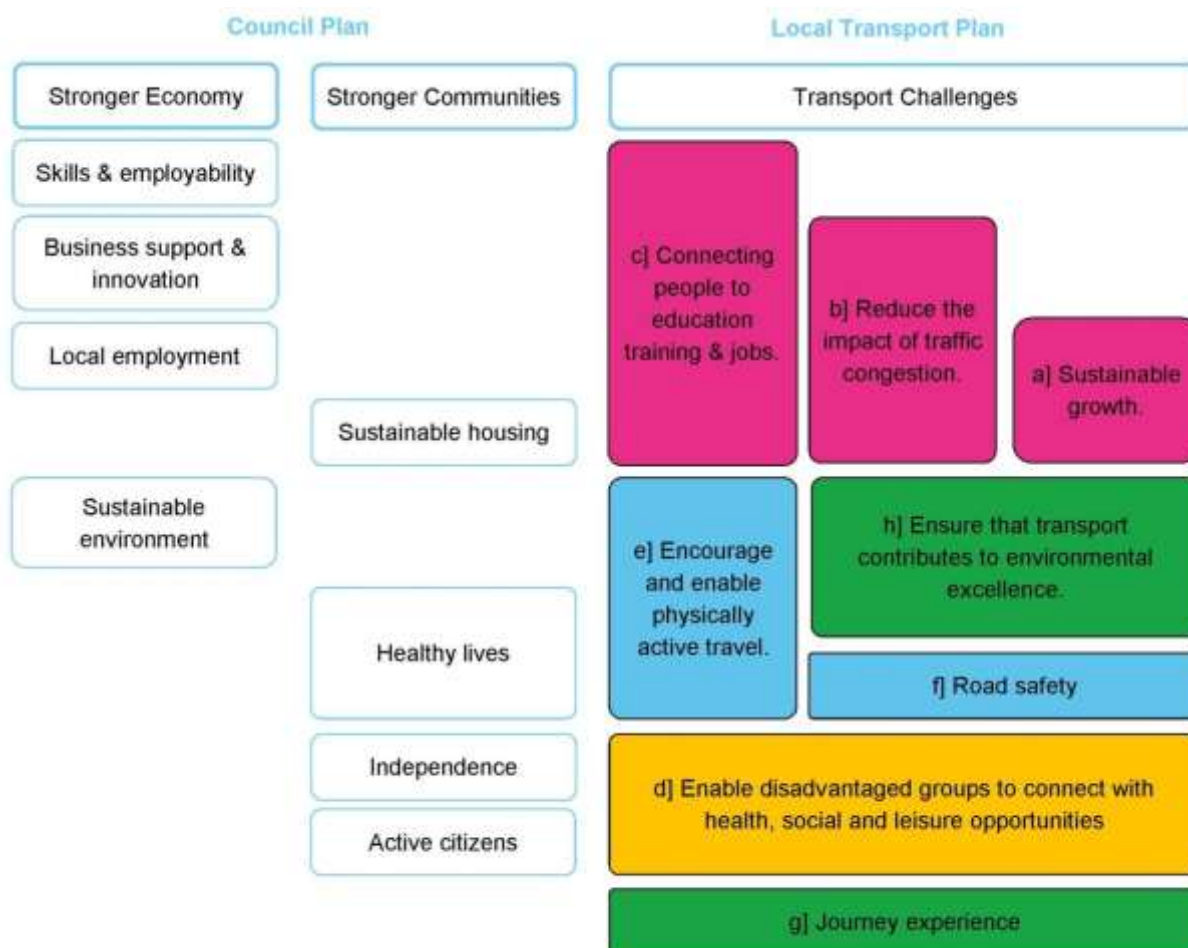 Council Plan
Local Transport Plan
Stronger Economy
Stronger Communities
Transport Challenges
Skills & employability
Business support &
innovation
Local employment
Sustainable housing
Sustainable
environment
Healthy lives
Independence
Active citizens
c] Connecting
people to
education
training & jobs.
b] Reduce the
impact of traffic
congestion.
a] Sustainable
growth.
e] Encourage
and enable
physically
active travel.
h] Ensure that transport
contributes to environmental
excellence.
f] Road safety
d] Enable disadvantaged groups to connect with
health, social and leisure opportunities
g] Journey experience